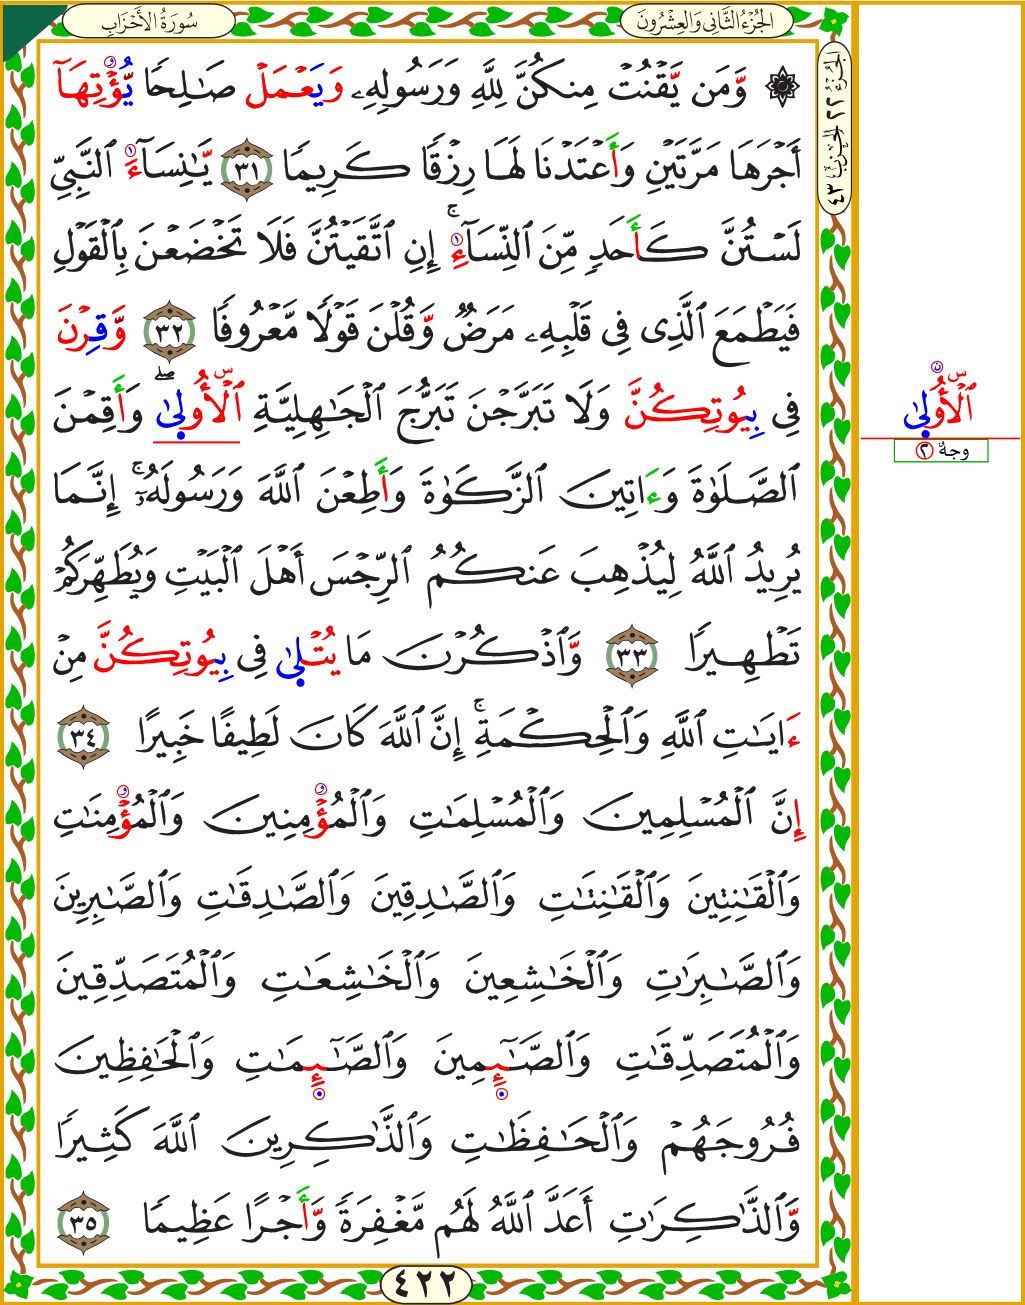 سُورَةُ الأَحْزَابِ
الجُزْءُ الثَّانِي وَالعِشْرُونَ
الجزء ٢٢ الحزب ٤٣
۞ وَّمَن يَّقْنُتْ مِنكُنَّ لِلَّهِ وَرَسُولِهِۦ وَيَعْمَلْ صَـٰلِحًا يُّؤْتِهَآ
أَجْرَهَا مَرَّتَيْنِ وَأَعْتَدْنَا لَهَا رِزْقًا كَرِيمًا ٣١ يَّـٰنِسَآءَ النَّبِيِّ
لَسْتُنَّ كَأَحَدٍ مِّنَ ٱلنِّسَآءِ ۚ إِنِ ٱتَّقَيْتُنَّ فَلَا تَخْضَعْنَ بِٱلْقَوْلِ
فَيَطْمَعَ ٱلَّذِى فِى قَلْبِهِۦ مَرَضٌ وَّقُلْنَ قَوْلًا مَّعْرُوفًا ٣٢ وَّقِرْنَ
فِى بِيُوتِكُنَّ وَلَا تَبَرَّجْنَ تَبَرُّجَ ٱلْجَـٰهِلِيَّةِ ٱلْأُولَىٰ ۖ وَأَقِمْنَ
ٱلصَّلَوٰةَ وَءَاتِينَ ٱلزَّكَوٰةَ وَأَطِعْنَ ٱللَّهَ وَرَسُولَهُۥٓ ۚ إِنَّمَا
يُرِيدُ ٱللَّهُ لِيُذْهِبَ عَنكُمُ ٱلرِّجْسَ أَهْلَ ٱلْبَيْتِ وَيُطَهِّرَكُمْ
تَطْهِيرًا ٣٣ وَّٱذْكُرْنَ مَا يُتْلَىٰ فِى بِيُوتِكُنَّ مِنْ
ءَايَـٰتِ ٱللَّهِ وَٱلْحِكْمَةِ ۚ إِنَّ ٱللَّهَ كَانَ لَطِيفًا خَبِيرًا ٣٤
إِنَّ ٱلْمُسْلِمِينَ وَٱلْمُسْلِمَـٰتِ وَٱلْمُؤْمِنِينَ وَٱلْمُؤْمِنَـٰتِ
وَٱلْقَـٰنِتِينَ وَٱلْقَـٰنِتَـٰتِ وَٱلصَّـٰدِقِينَ وَٱلصَّـٰدِقَـٰتِ وَٱلصَّـٰبِرِينَ
وَٱلصَّـٰبِرَٰتِ وَٱلْخَـٰشِعِينَ وَٱلْخَـٰشِعَـٰتِ وَٱلْمُتَصَدِّقِينَ
وَٱلْمُتَصَدِّقَـٰتِ وَٱلصَّـٰٓئِمِينَ وَٱلصَّـٰٓئِمَـٰتِ وَٱلْحَـٰفِظِينَ
فُرُوجَهُمْ وَٱلْحَـٰفِظَـٰتِ وَٱلذَّٰكِرِينَ ٱللَّهَ كَثِيرًا
وَّٱلذَّٰكِرَٰتِ أَعَدَّ ٱللَّهُ لَهُم مَّغْفِرَةً وَّأَجْرًا عَظِيمًا ٣٥
٤٢٢
ٱلْأُولَىٰ
وجهٌ ٢